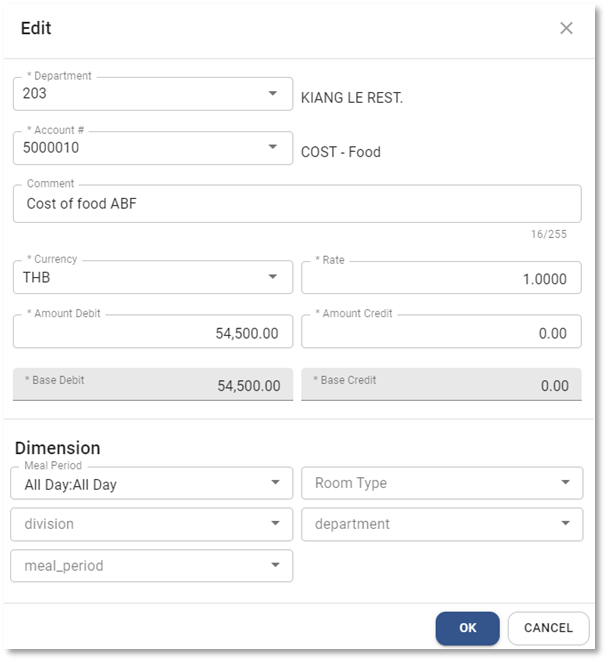 Edit
* Department
203
KIANG LE REST.
* Account #
5000010
COST - Food
Comment
Cost of food ABF
16/255
* Currency
THB
* Rate
1.0000
* Amount Debit
54,500.00
* Amount Credit
0.00
* Base Debit
54,500.00
* Base Credit
0.00
Dimension
Meal Period
All Day:All Day
Room Type
division
department
meal_period
OK
CANCEL